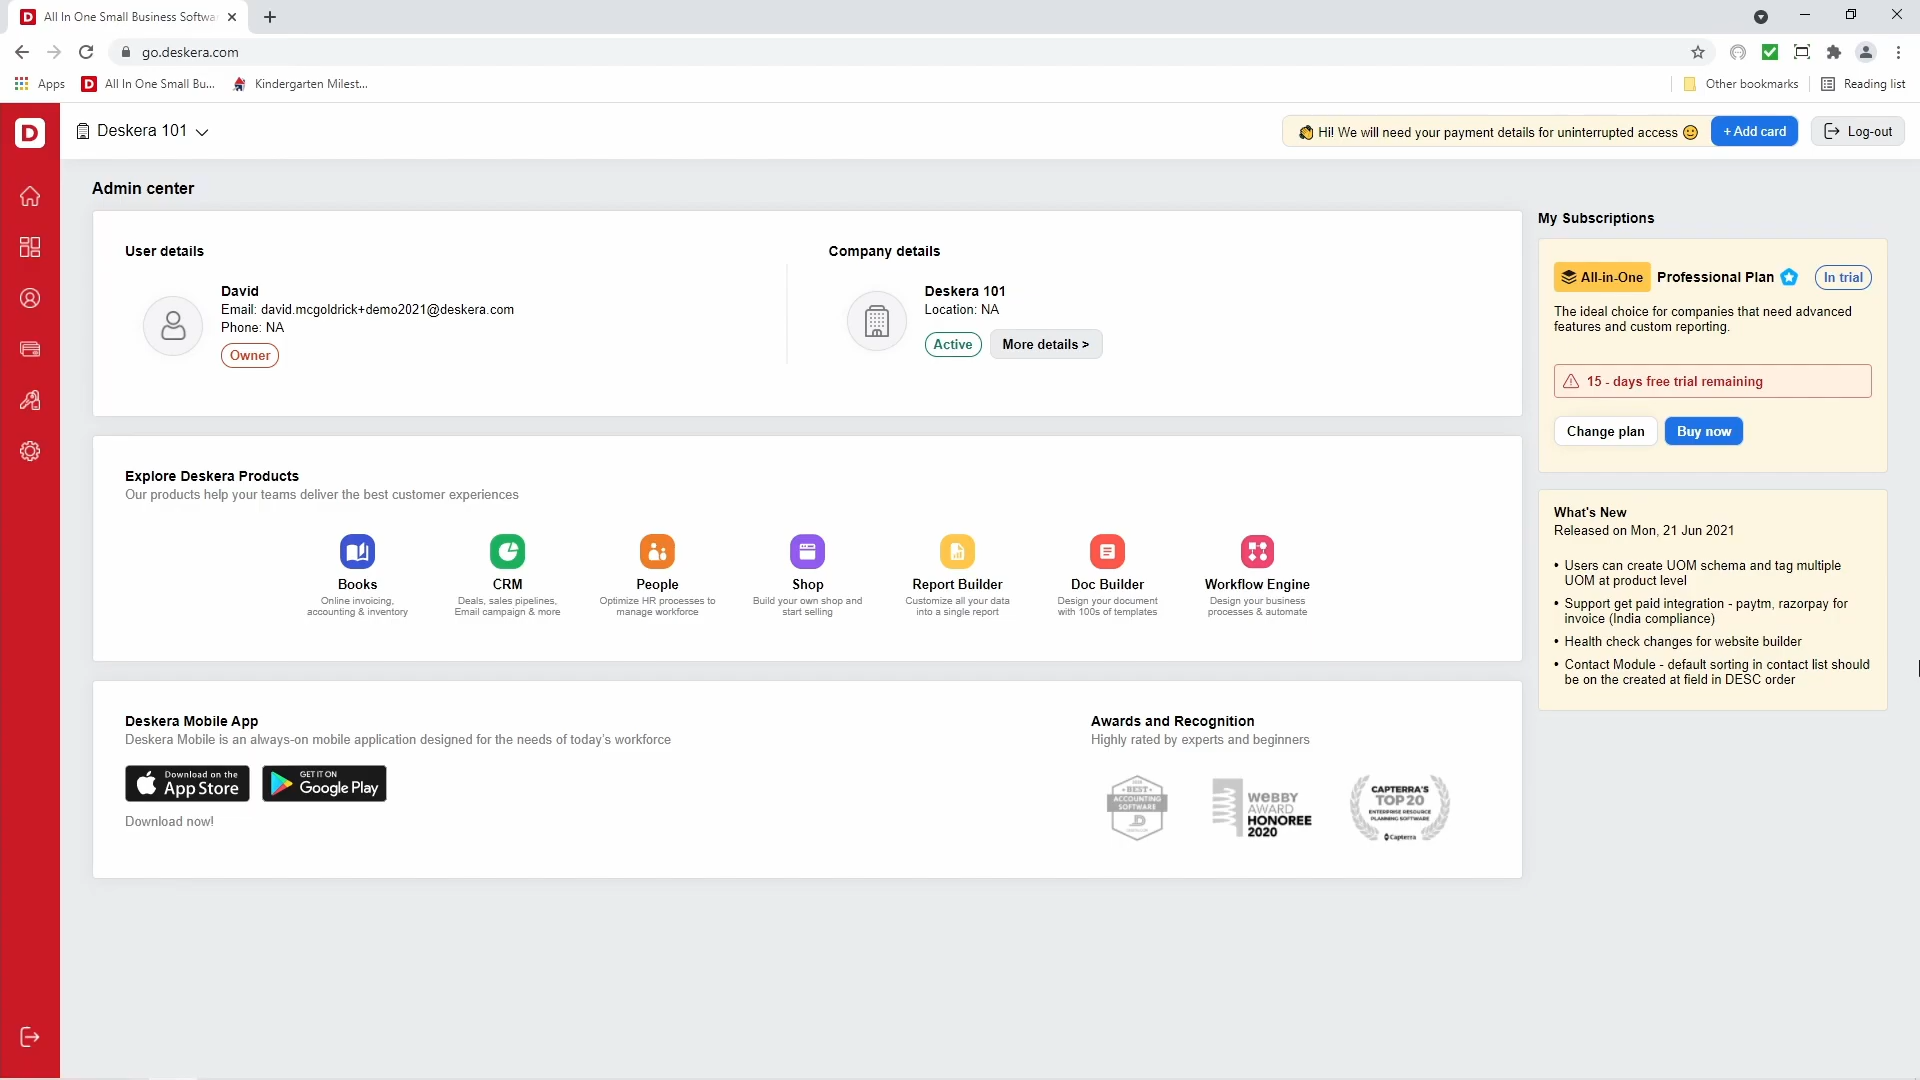 All In One Small Business Softwa
go.deskera.com
Apps
All In One Small Bu...
Kindergarten Milest...
Other bookmarks
Reading list
D
Deskera 101
Hi! We will need your payment details for uninterrupted access
+ Add card
Log-out
Admin center
User details
David
Email: david.mcgoldrick+demo2021@deskera.com
Phone: NA
Owner
Company details
Deskera 101
Location: NA
Active
More details >
My Subscriptions
All-in-One
Professional Plan
In trial
The ideal choice for companies that need advanced
features and custom reporting.
15 - days free trial remaining
Change plan
Buy now
Explore Deskera Products
Our products help your teams deliver the best customer experiences
Books
Online invoicing,
accounting & inventory
CRM
Deals, sales pipelines,
Email campaign & more
People
Optimize HR processes to
manage workforce
Shop
Build your own shop and
start selling
Report Builder
Customize all your data
into a single report
Doc Builder
Design your document
with 100s of templates
Workflow Engine
Design your business
processes & automate
What's New
Released on Mon, 21 Jun 2021
• Users can create UOM schema and tag multiple
UOM at product level
• Support get paid integration - paytm, razorpay for
invoice (India compliance)
• Health check changes for website builder
• Contact Module - default sorting in contact list should
be on the created at field in DESC order
Deskera Mobile App
Deskera Mobile is an always-on mobile application designed for the needs of today's workforce
Download on the
App Store
GET IT ON
Google Play
Download now!
Awards and Recognition
Highly rated by experts and beginners
BEST
ACCOUNTING
SOFTWARE
WEBBY
AWARD
HONOREE
2020
CAPTERRA'S
TOP 20
ENTERPRISE RESOURCE
PLANNING SOFTWARE
Capterra